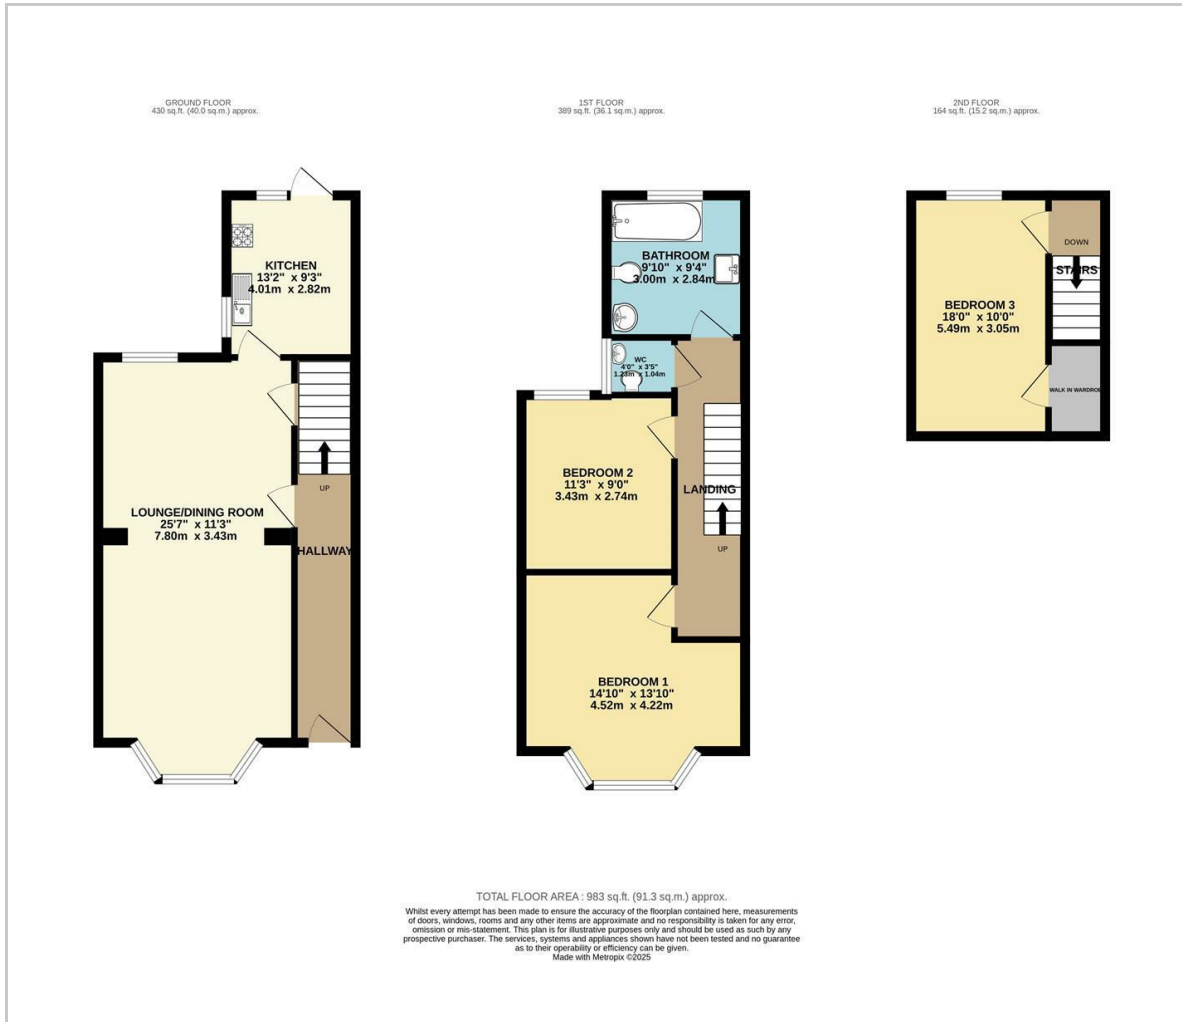 GROUND FLOOR
430 sq.ft. (40.0 sq.m.) approx.
KITCHEN
13'2" x 9'3"
4.01m x 2.82m
LOUNGE/DINING ROOM
25'7" x 11'3"
7.80m x 3.43m
UP
HALLWAY
1ST FLOOR
389 sq.ft. (36.1 sq.m.) approx.
BATHROOM
9'10" x 9'4"
3.00m x 2.84m
WC
4'0" x 3'5"
1.23m x 1.04m
BEDROOM 2
11'3" x 9'0"
3.43m x 2.74m
LANDING
UP
BEDROOM 1
14'10" x 13'10"
4.52m x 4.22m
2ND FLOOR
164 sq.ft. (15.2 sq.m.) approx.
DOWN
STAIRS
BEDROOM 3
18'0" x 10'0"
5.49m x 3.05m
WALK IN WARDROBE
TOTAL FLOOR AREA : 983 sq.ft. (91.3 sq.m.) approx.
Whilst every attempt has been made to ensure the accuracy of the floorplan contained here, measurements
of doors, windows, rooms and any other items are approximate and no responsibility is taken for any error,
omission or mis-statement. This plan is for illustrative purposes only and should be used as such by any
prospective purchaser. The services, systems and appliances shown have not been tested and no guarantee
as to their operability or efficiency can be given.
Made with Metropix ©2025